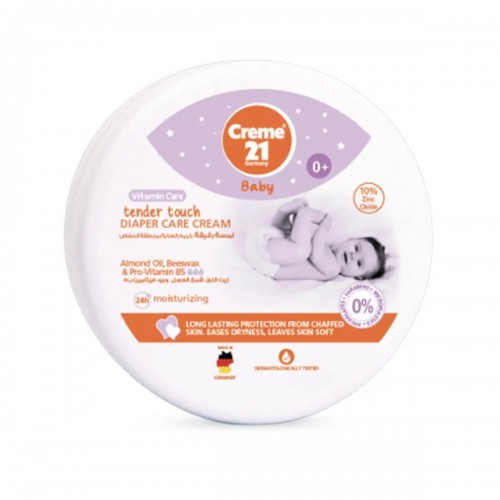 Creme®
21
Germany
Baby
0+
Vitamin Care
tender touch
DIAPER CARE CREAM
10%
Zinc
Oxide
Almond Oil, Beeswax
& Pro-Vitamin B5
24h moisturizing
0%
PARABENS
LONG LASTING PROTECTION FROM CHAFFED
SKIN. EASES DRYNESS, LEAVES SKIN SOFT
MADE IN
GERMANY
DERMATOLOGICALLY TESTED